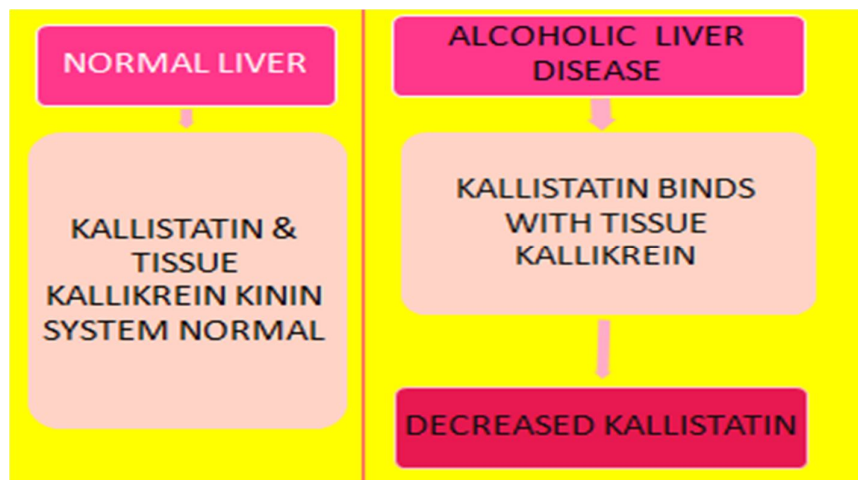 NORMAL LIVER
KALLISTATIN &
TISSUE
KALLIKREIN KININ
SYSTEM NORMAL
ALCOHOLIC LIVER
DISEASE
KALLISTATIN BINDS
WITH TISSUE
KALLIKREIN
DECREASED KALLISTATIN